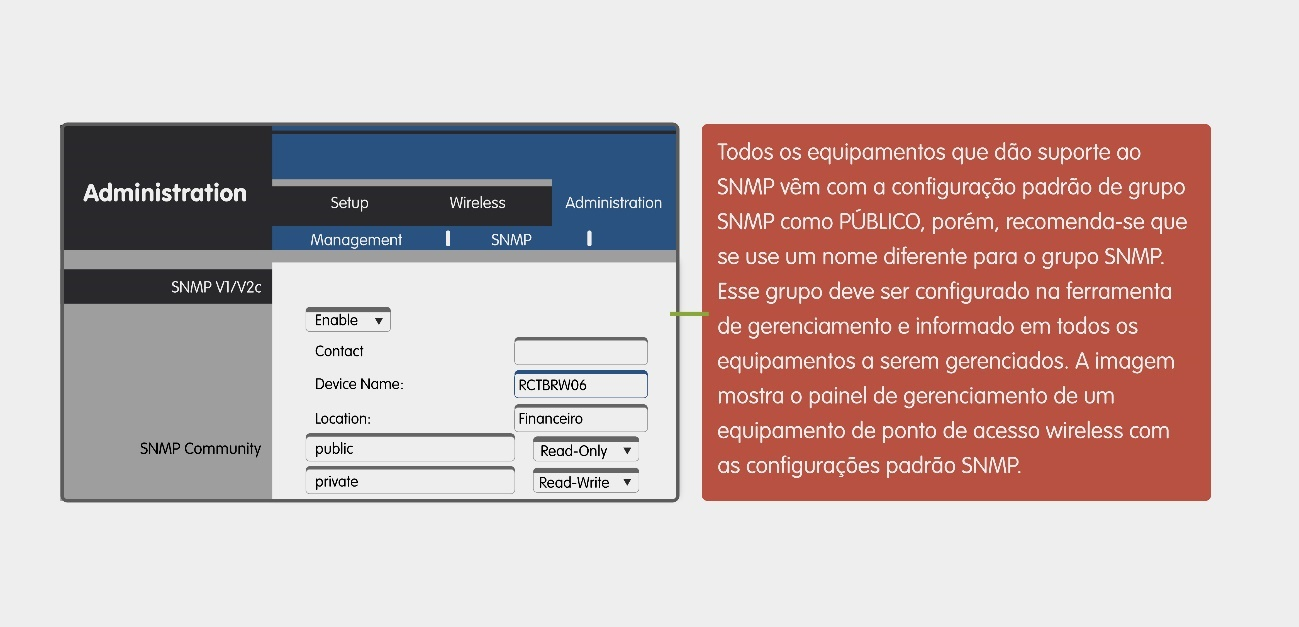 Administration
Setup Wireless Administration
Management SNMP
SNMP V1/V2c
Enable
Contact
Device Name: RCTBRW06
Location: Financeiro
SNMP Community public Read-Only
private Read-Write
Todos os equipamentos que dão suporte ao
SNMP vêm com a configuração padrão de grupo
SNMP como PÚBLICO, porém, recomenda-se que
se use um nome diferente para o grupo SNMP.
Esse grupo deve ser configurado na ferramenta
de gerenciamento e informado em todos os
equipamentos a serem gerenciados. A imagem
mostra o painel de gerenciamento de um
equipamento de ponto de acesso wireless com
as configurações padrão SNMP.